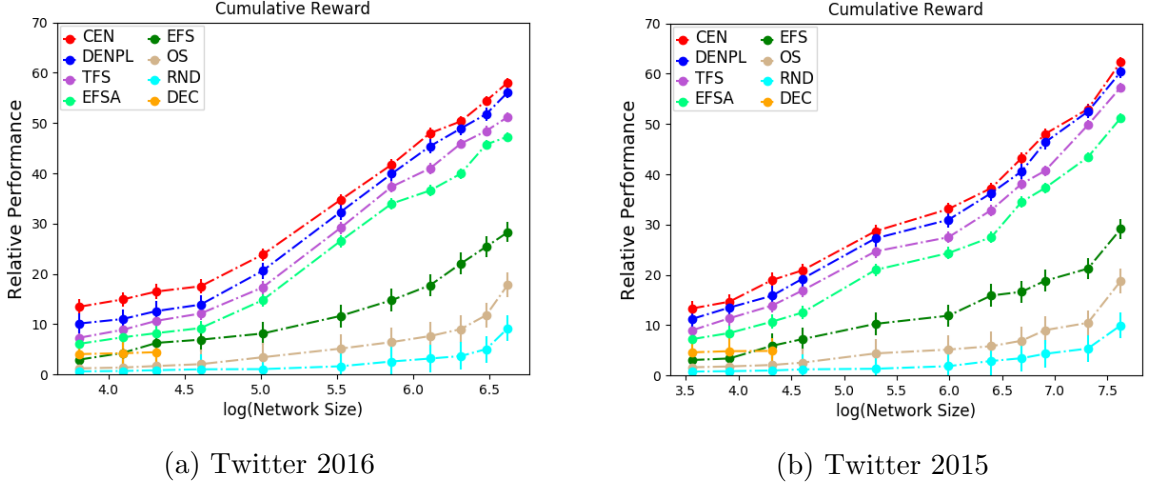 Cumulative Reward
70
60
50
40
30
20
10
0
Relative Performance
CEN
DENPL
TFS
EFSA
EFS
OS
RND
DEC
4.0 4.5 5.0 5.5 6.0 6.5
log(Network Size)
(a) Twitter 2016
Cumulative Reward
70
60
50
40
30
20
10
0
Relative Performance
CEN
DENPL
TFS
EFSA
EFS
OS
RND
DEC
3.5 4.0 4.5 5.0 5.5 6.0 6.5 7.0 7.5
log(Network Size)
(b) Twitter 2015